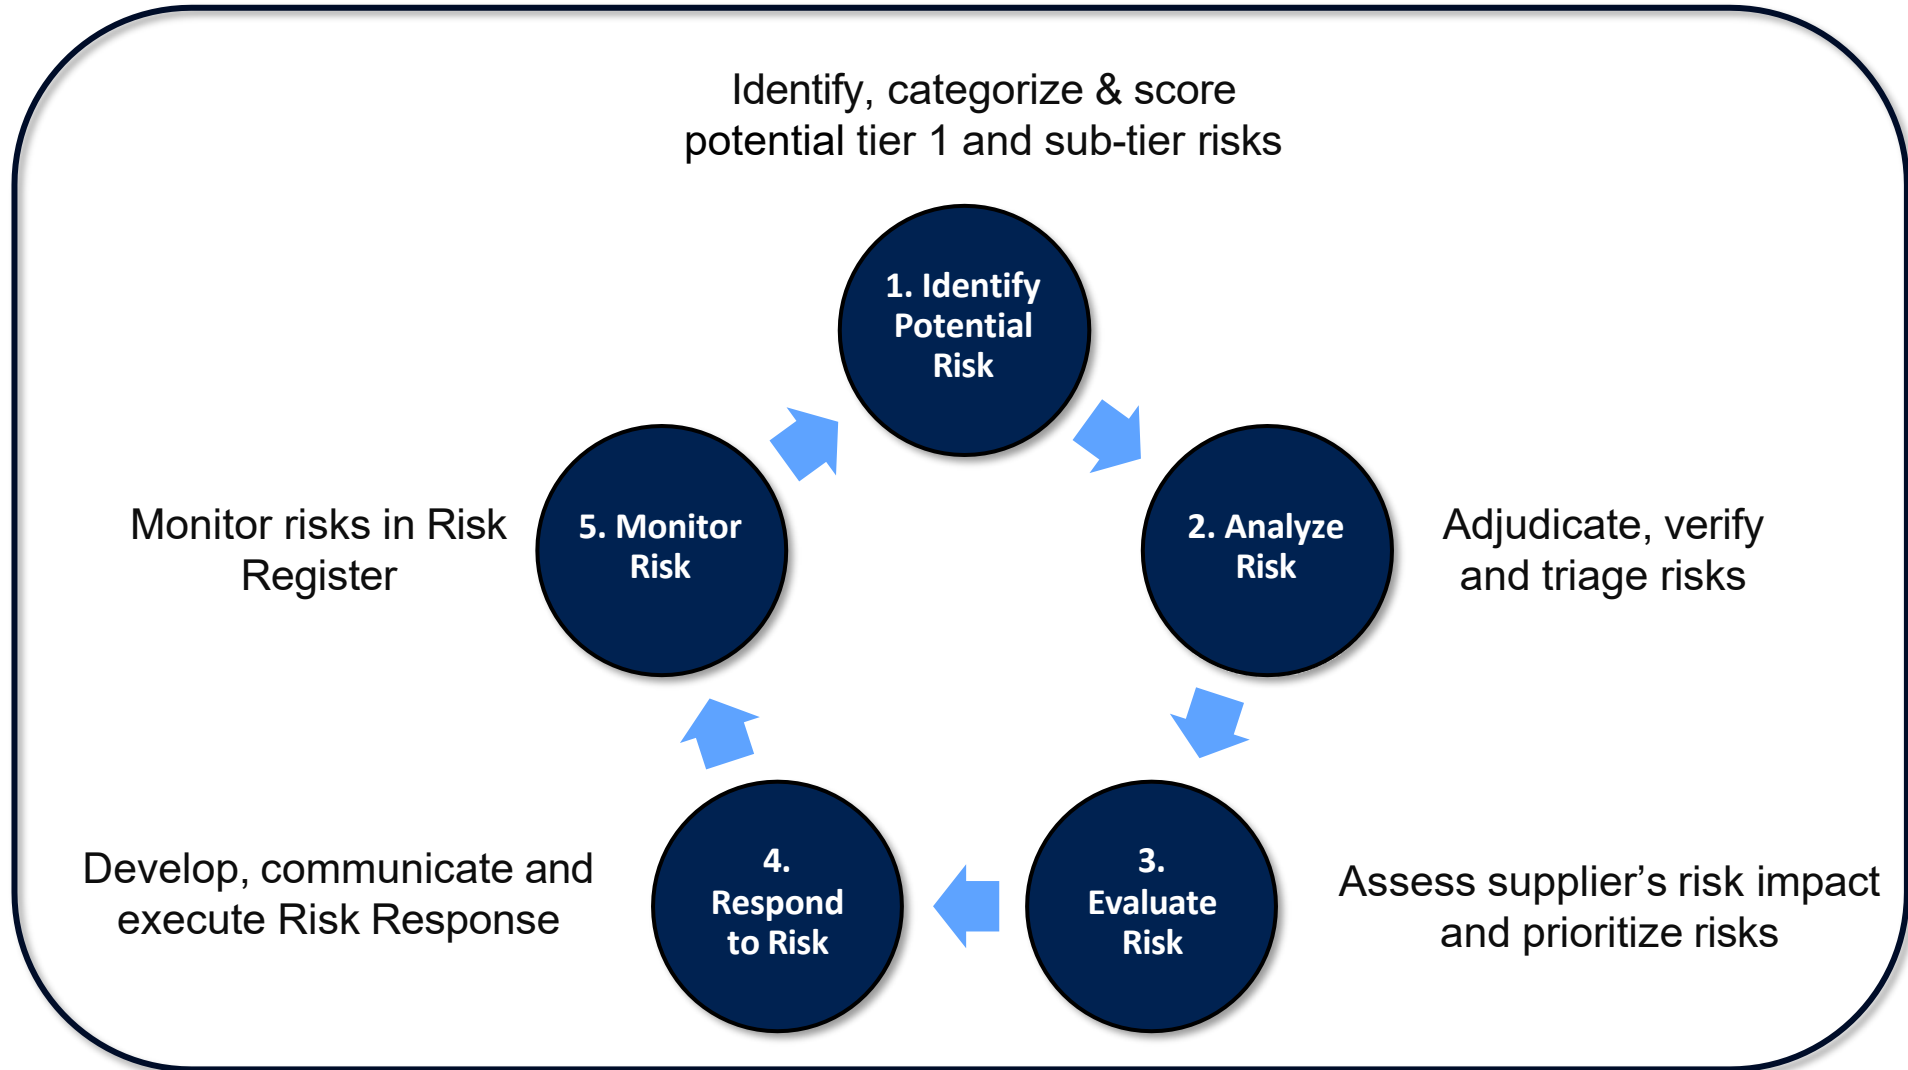 Identify, categorize & score
potential tier 1 and sub-tier risks
1. Identify
Potential
Risk
2. Analyze
Risk
Adjudicate, verify
and triage risks
3.
Evaluate
Risk
Assess supplier’s risk impact
and prioritize risks
4.
Respond
to Risk
Develop, communicate and
execute Risk Response
5. Monitor
Risk
Monitor risks in Risk
Register